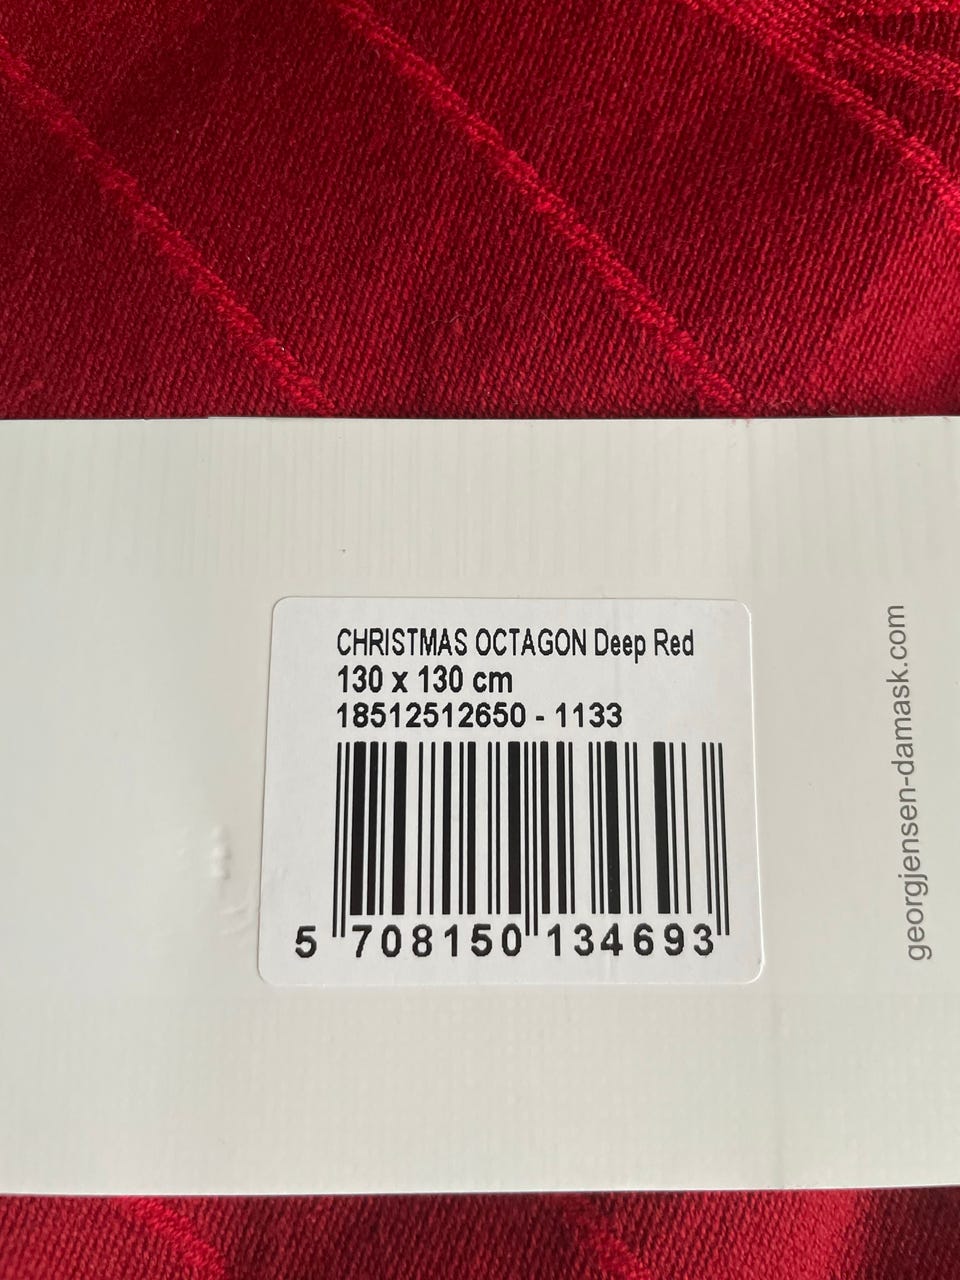 CHRISTMAS OCTAGON Deep Red
130 x 130 cm
18512512650 - 1133
5 708150 134693
georgjensen-damask.com